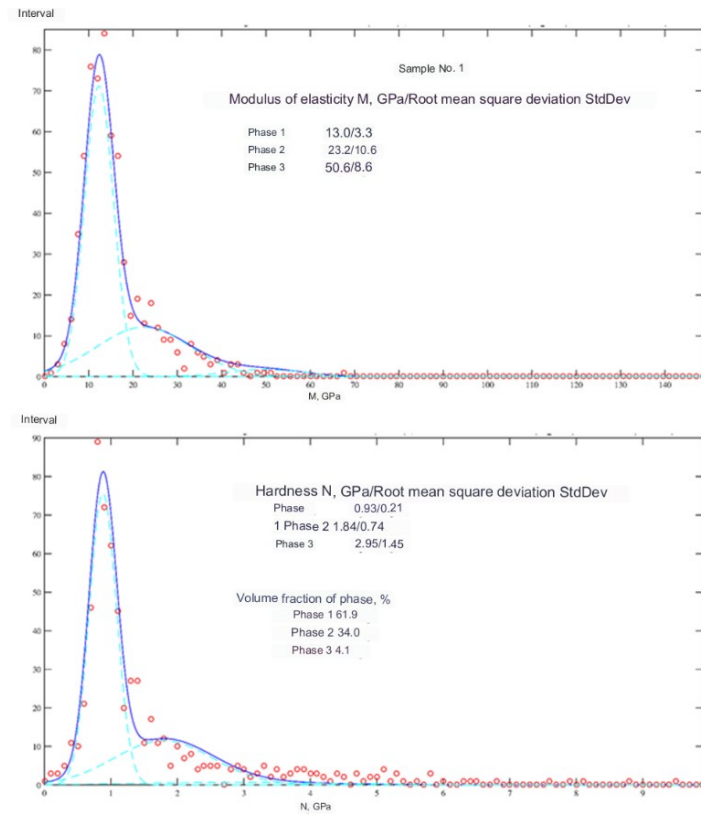 Interval
Sample No. 1
Modulus of elasticity M, GPa/Root mean square deviation StdDev
Phase 1 13.0/3.3
Phase 2 23.2/10.6
Phase 3 50.6/8.6
80
70
60
50
40
30
20
10
0
0 10 20 30 40 50 60 70 80 90 100 110 120 130 140
M, GPa
Interval
Hardness N, GPa/Root mean square deviation StdDev
Phase 0.93/0.21
1 Phase 2 1.84/0.74
Phase 3 2.95/1.45
Volume fraction of phase, %
Phase 1 61.9
Phase 2 34.0
Phase 3 4.1
90
80
70
60
50
40
30
20
10
0
0 1 2 3 4 5 6 7 8 9
N, GPa